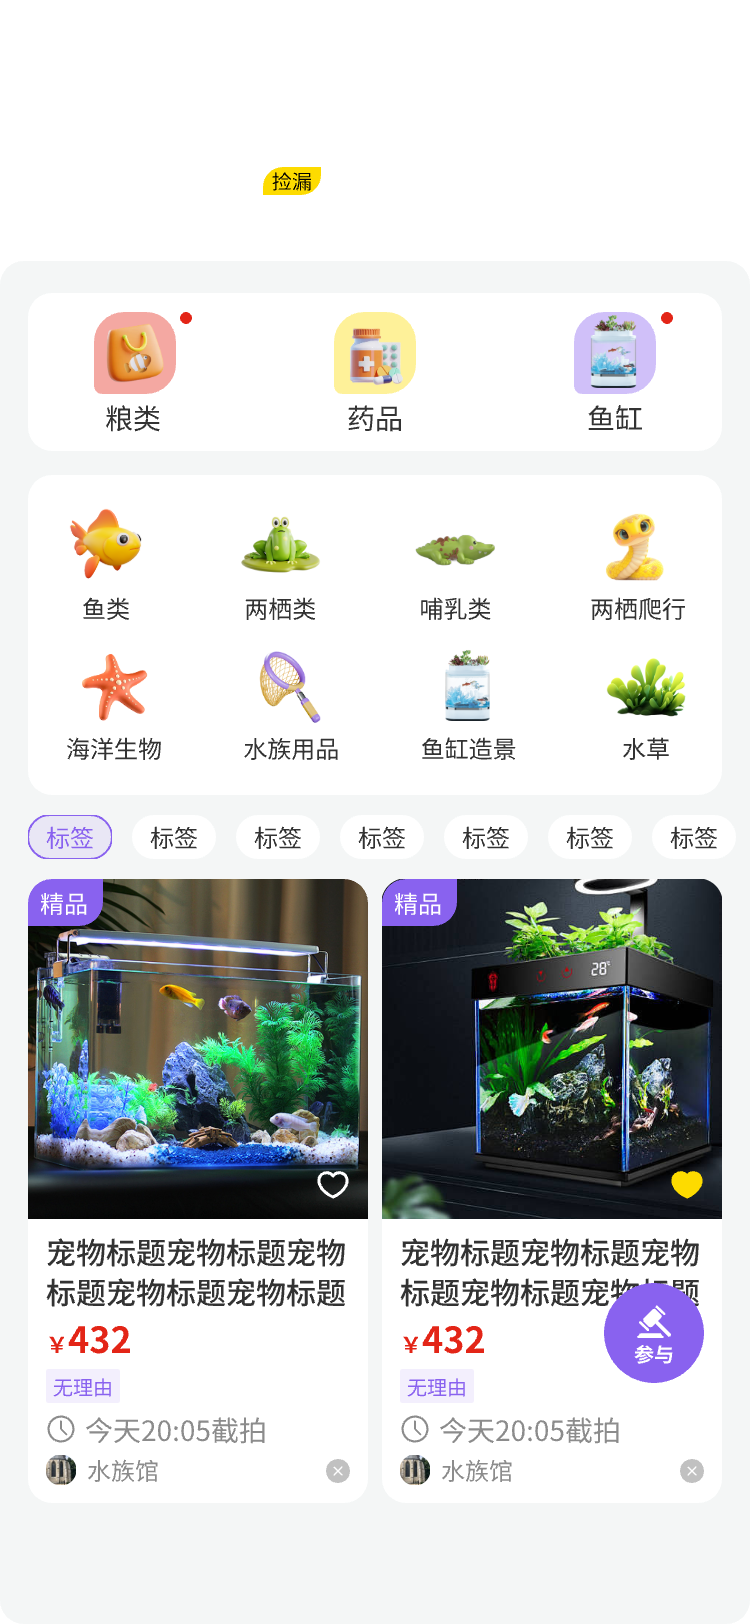 捡漏
粮类
药品
鱼缸
鱼类
两栖类
哺乳类
两栖爬行
海洋生物
水族用品
鱼缸造景
水草
标签
标签
标签
标签
标签
标签
标签
精品
宠物标题宠物标题宠物
标题宠物标题宠物标题
¥432
无理由
今天20:05截拍
水族馆
精品
28℃
宠物标题宠物标题宠物
标题宠物标题宠物标题
¥432
无理由
今天20:05截拍
水族馆
参与